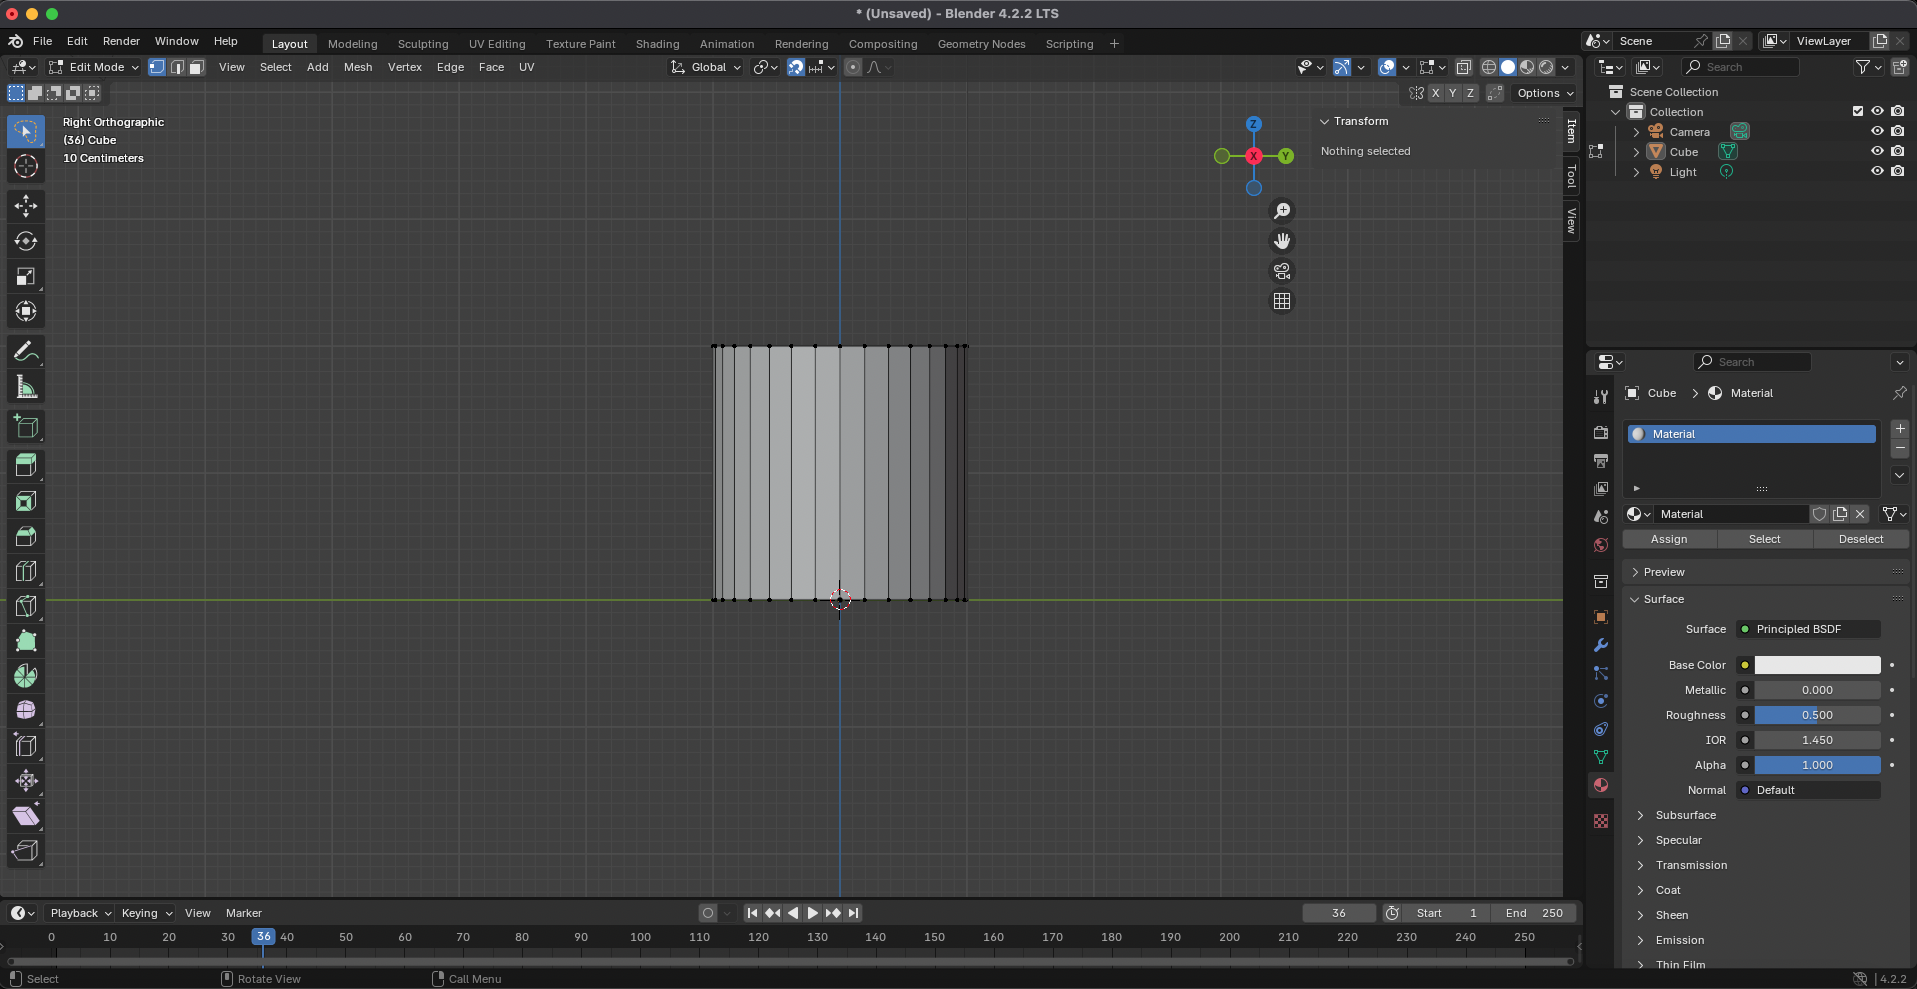 * (Unsaved) - Blender 4.2.2 LTS
File Edit Render Window Help Layout Modeling Sculpting UV Editing Texture Paint Shading Animation Rendering Compositing Geometry Nodes Scripting + Scene ViewLayer
Edit Mode View Select Add Mesh Vertex Edge Face UV Global Search
X Y Z Options
Right Orthographic
(36) Cube
10 Centimeters
Z
X
Y
Transform
Nothing selected
Item
Tool
View
Scene Collection
Collection
Camera
Cube
Light
Search
Cube > Material
Material
Material
Assign Select Deselect
Preview
Surface
Surface Principled BSDF
Base Color
Metallic 0.000
Roughness 0.500
IOR 1.450
Alpha 1.000
Normal Default
Subsurface
Specular
Transmission
Coat
Sheen
Emission
Thin Film
Playback Keying View Marker 36 Start 1 End 250
0 10 20 30 36 40 50 60 70 80 90 100 110 120 130 140 150 160 170 180 190 200 210 220 230 240 250
Select Rotate View Call Menu 4.2.2